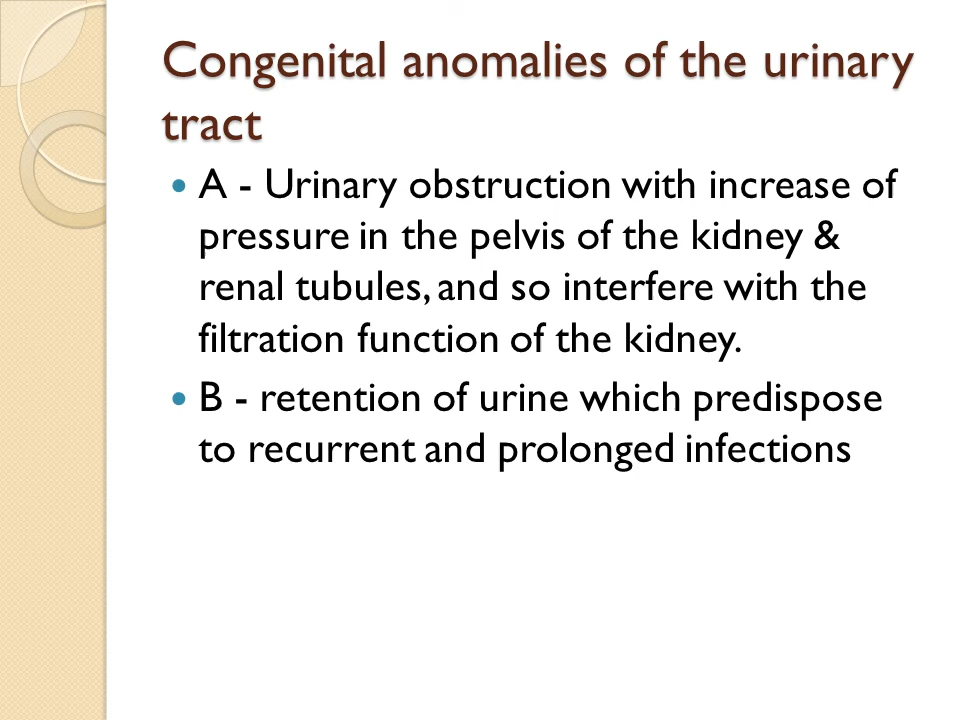 Congenital anomalies of the urinary
tract
• A - Urinary obstruction with increase of
pressure in the pelvis of the kidney &
renal tubules, and so interfere with the
filtration function of the kidney.
• B - retention of urine which predispose
to recurrent and prolonged infections